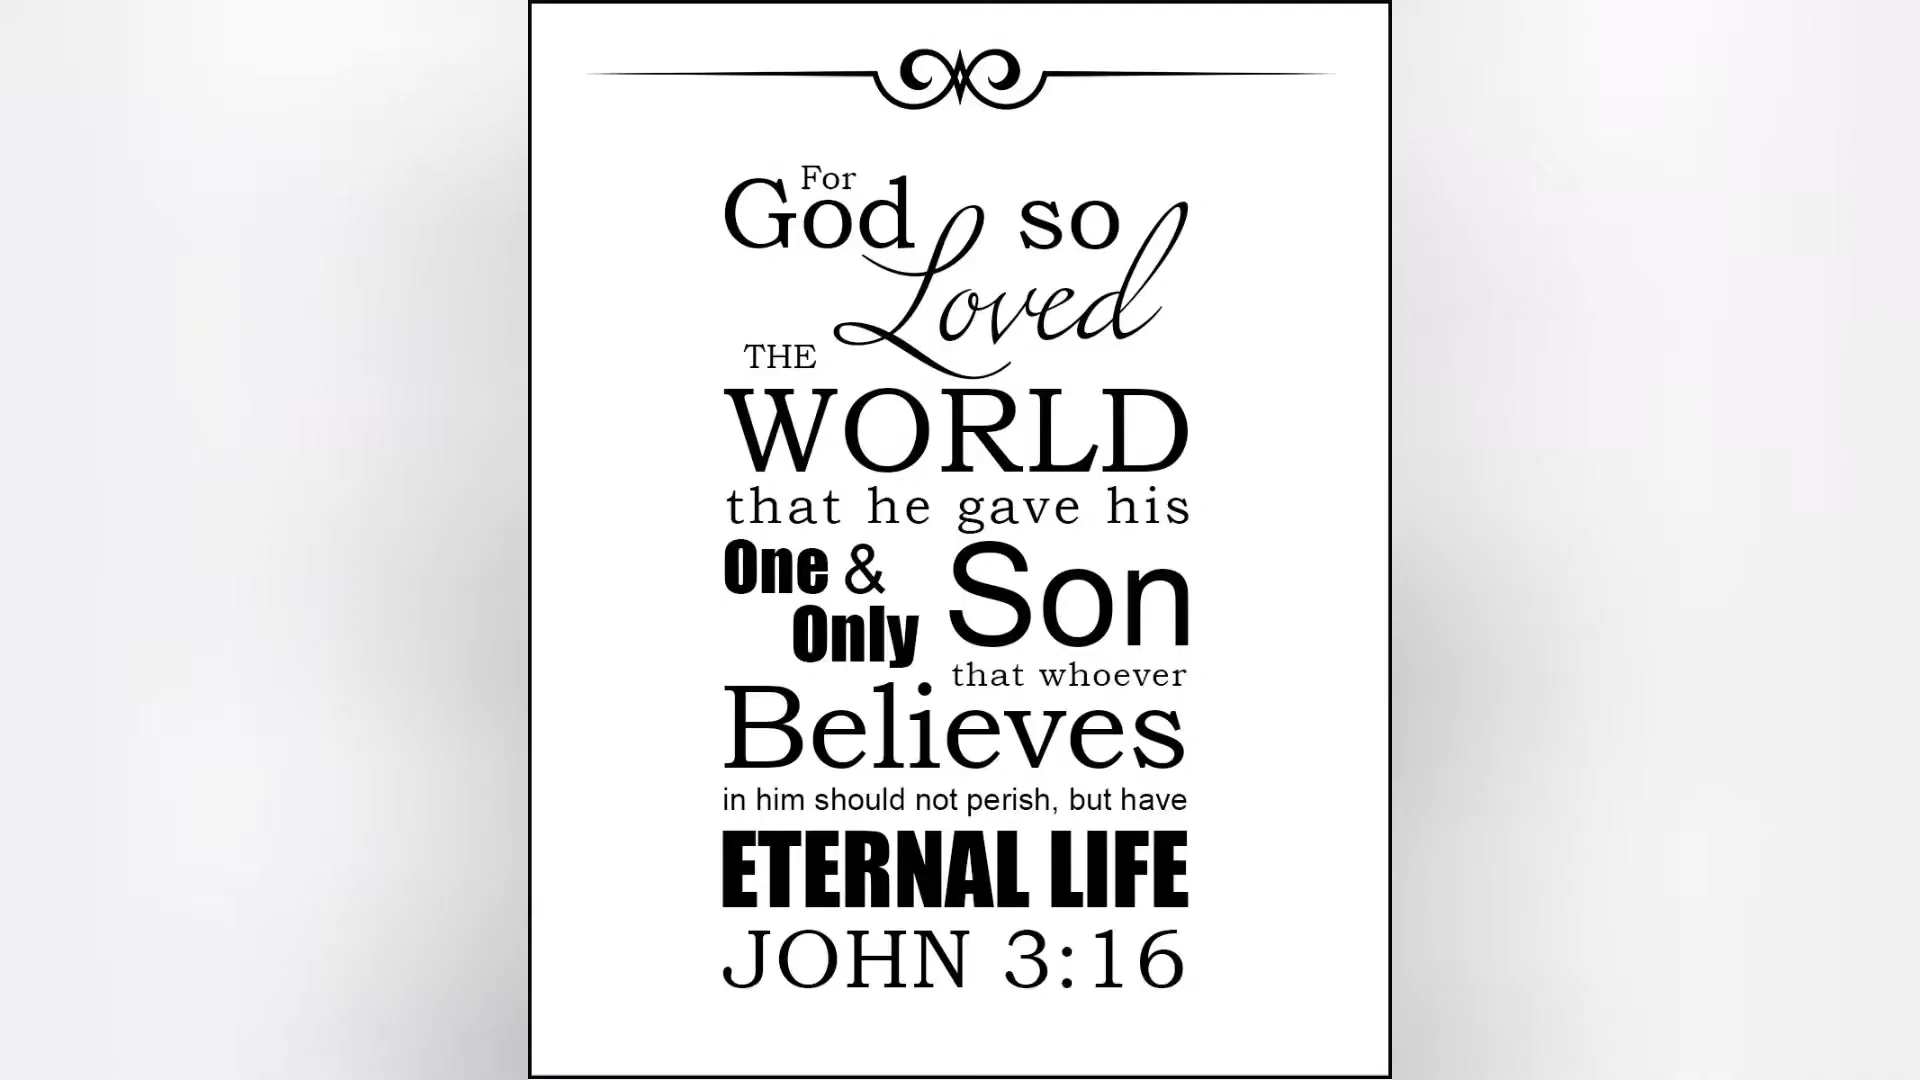 For
God so
Loved
THE
WORLD
that he gave his
One &
Only
Son
that whoever
Believes
in him should not perish, but have
ETERNAL LIFE
JOHN 3:16